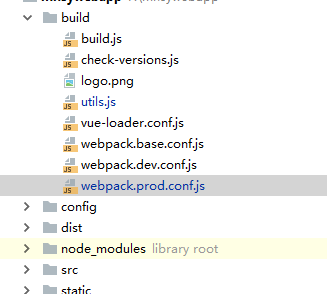 build
build.js
check-versions.js
logo.png
utils.js
vue-loader.conf.js
webpack.base.conf.js
webpack.dev.conf.js
webpack.prod.conf.js
config
dist
node_modules library root
src
static